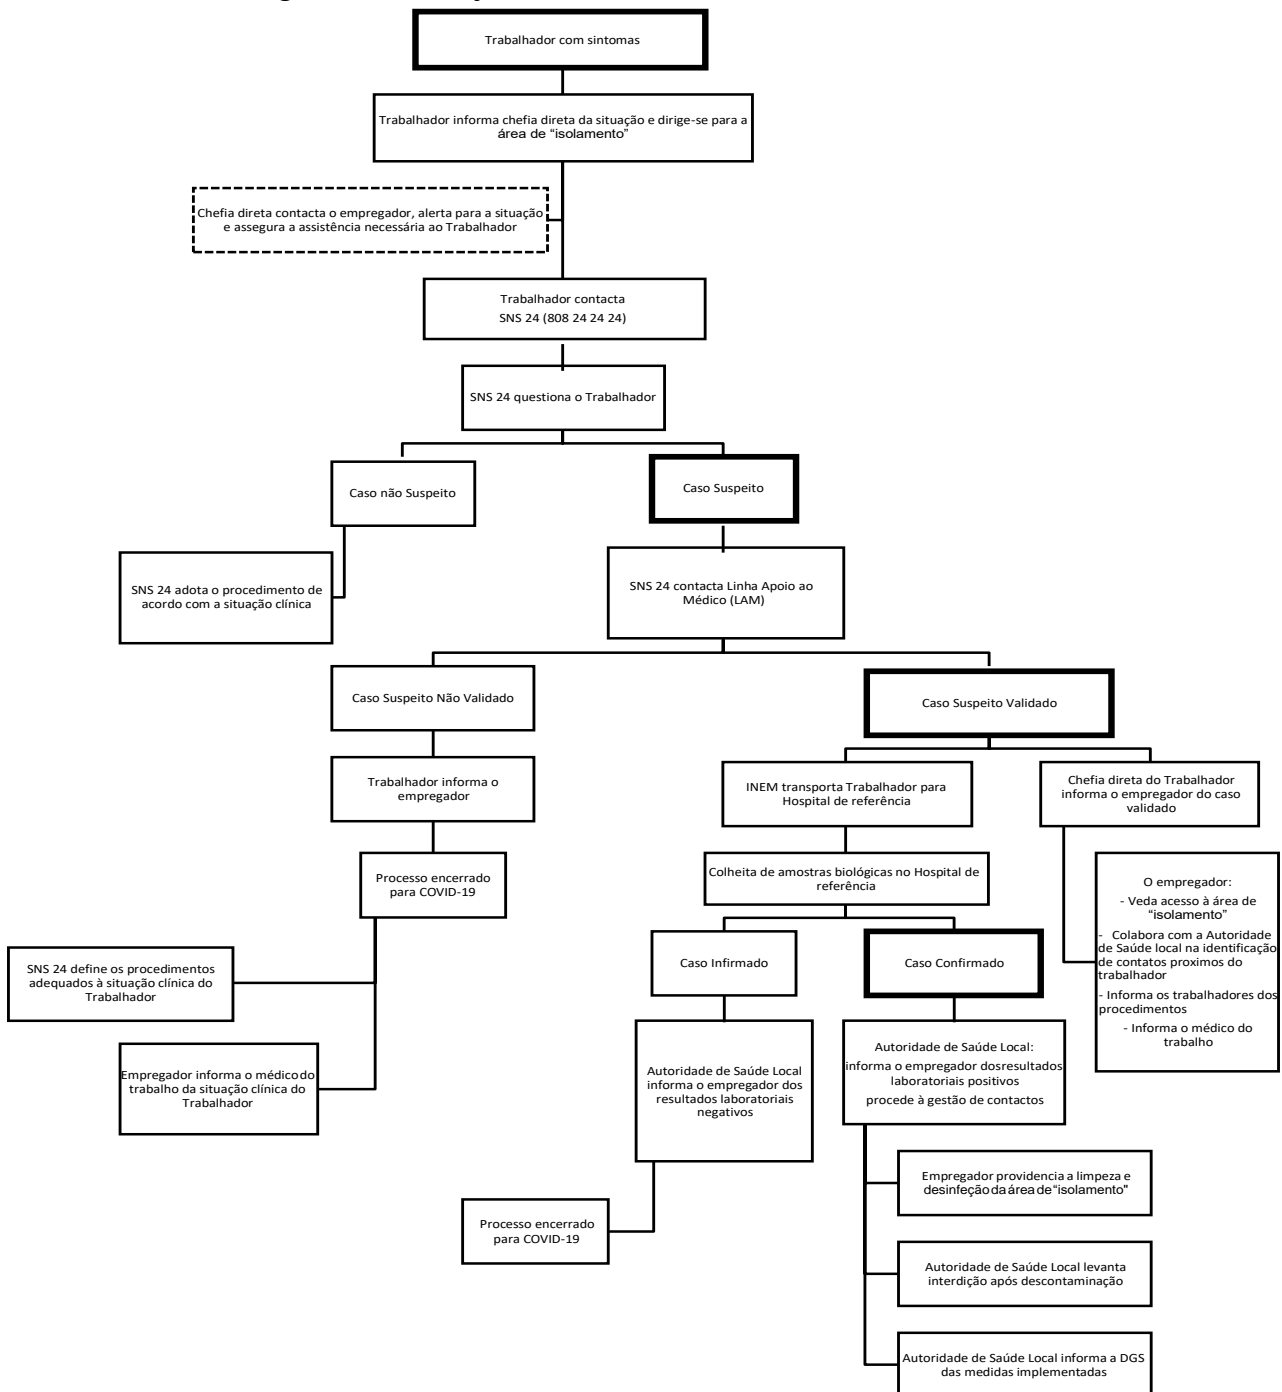 Trabalhador com sintomas
Trabalhador informa chefia direta da situação e dirige-se para a
área de “isolamento”
Chefia direta contacta o empregador, alerta para a situação
e assegura a assistência necessária ao Trabalhador
Trabalhador contacta
SNS 24 (808 24 24 24)
SNS 24 questiona o Trabalhador
Caso não Suspeito
Caso Suspeito
SNS 24 adota o procedimento de
acordo com a situação clínica
SNS 24 contacta Linha Apoio ao
Médico (LAM)
Caso Suspeito Não Validado
Caso Suspeito Validado
Trabalhador informa o
empregador
INEM transporta Trabalhador para
Hospital de referência
Chefia direta do Trabalhador
informa o empregador do caso
validado
Processo encerrado
para COVID-19
Colheita de amostras biológicas no Hospital de
referência
O empregador:
- Veda acesso à área de
“isolamento”
- Colabora com a Autoridade
de Saúde local na identificação
de contatos proximos do
trabalhador
- Informa os trabalhadores dos
procedimentos
- Informa o médico do
trabalho
SNS 24 define os procedimentos
adequados à situação clínica do
Trabalhador
Caso Infirmado
Caso Confirmado
Empregador informa o médico do
trabalho da situação clínica do
Trabalhador
Autoridade de Saúde Local
informa o empregador dos
resultados laboratoriais
negativos
Autoridade de Saúde Local:
informa o empregador dosresultados
laboratoriais positivos
procede à gestão de contactos
Processo encerrado
para COVID-19
Empregador providencia a limpeza e
desinfeção da área de “isolamento”
Autoridade de Saúde Local levanta
interdição após descontaminação
Autoridade de Saúde Local informa a DGS
das medidas implementadas